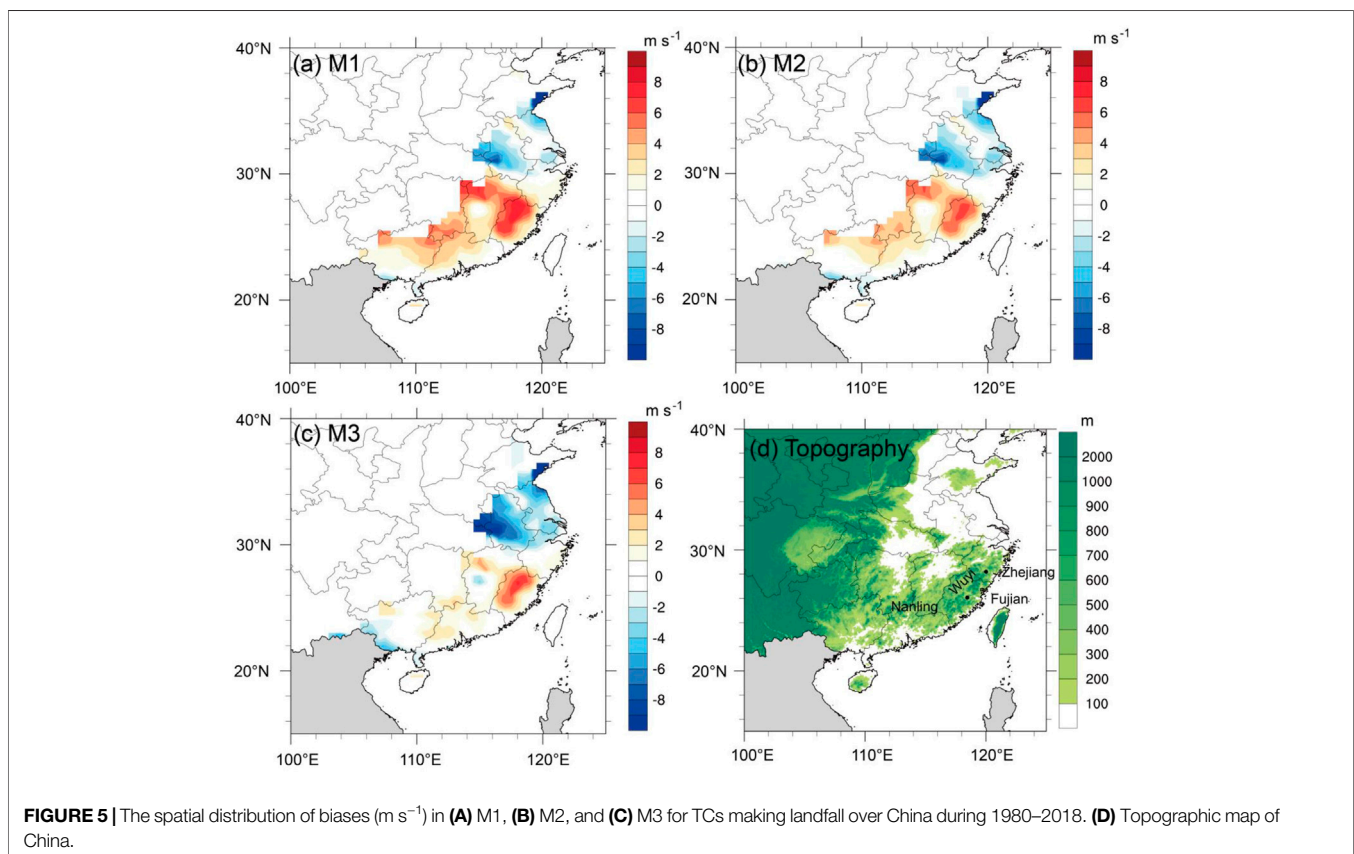 m s⁻¹
m s⁻¹
40°N
(a) M1
8
6
4
2
0
-2
-4
-6
-8
30°N
20°N
100°E
110°E
120°E
40°N
(b) M2
8
6
4
2
0
-2
-4
-6
-8
30°N
20°N
100°E
110°E
120°E
m s⁻¹
40°N
(c) M3
8
6
4
2
0
-2
-4
-6
-8
30°N
20°N
100°E
110°E
120°E
m
40°N
(d) Topography
2000
1000
900
800
700
600
500
400
300
200
100
30°N
Wuyi
Zhejiang
Nanling
Fujian
20°N
100°E
110°E
120°E
FIGURE 5 | The spatial distribution of biases (m s⁻¹) in (A) M1, (B) M2, and (C) M3 for TCs making landfall over China during 1980–2018. (D) Topographic map of
China.